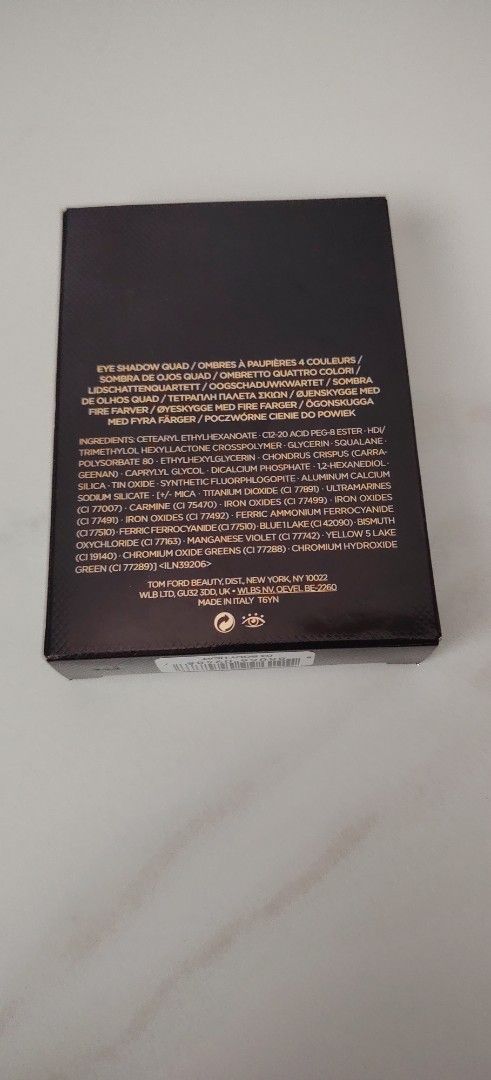 EYE SHADOW QUAD / OMBRES À PAUPIÈRES 4 COULEURS /
SOMBRA DE OJOS QUAD / OMBRETTO QUATTRO COLORI /
LIDSCHATTENQUARTETT / OOGSCHADUWKWARTET / SOMBRA
DE OLHOS QUAD / ΤΕΤΡΑΠΛΗ ΠΑΛΕΤΑ ΣΚΙΩΝ / ØJENSKYGGE MED
FIRE FARVER / ØYESKYGGE MED FIRE FARGER / ÖGONSKUGGA
MED FYRA FÄRGER / POCZWÓRNE CIENIE DO POWIEK
INGREDIENTS: CETEARYL ETHYLHEXANOATE · C12-20 ACID PEG-8 ESTER · HDI/
TRIMETHYLOL HEXYLLACTONE CROSSPOLYMER · GLYCERIN · SQUALANE ·
POLYSORBATE 80 · ETHYLHEXYLGLYCERIN · CHONDRUS CRISPUS (CARRA-
GEENAN) · CAPRYLYL GLYCOL · DICALCIUM PHOSPHATE · 1,2-HEXANEDIOL ·
SILICA · TIN OXIDE · SYNTHETIC FLUORPHLOGOPITE · ALUMINUM CALCIUM
SODIUM SILICATE · [+/- MICA · TITANIUM DIOXIDE (CI 77891) · ULTRAMARINES
(CI 77007) · CARMINE (CI 75470) · IRON OXIDES (CI 77499) · IRON OXIDES
(CI 77491) · IRON OXIDES (CI 77492) · FERRIC AMMONIUM FERROCYANIDE
(CI 77510) · FERRIC FERROCYANIDE (CI 77510) · BLUE 1 LAKE (CI 42090) · BISMUTH
OXYCHLORIDE (CI 77163) · MANGANESE VIOLET (CI 77742) · YELLOW 5 LAKE
(CI 19140) · CHROMIUM OXIDE GREENS (CI 77288) · CHROMIUM HYDROXIDE
GREEN (CI 77289)] <ILN39206>
TOM FORD BEAUTY, DIST., NEW YORK, NY 10022
WLB LTD, GU32 3DD, UK · WLBS NV. OEVEL BE-2260
MADE IN ITALY T6YN